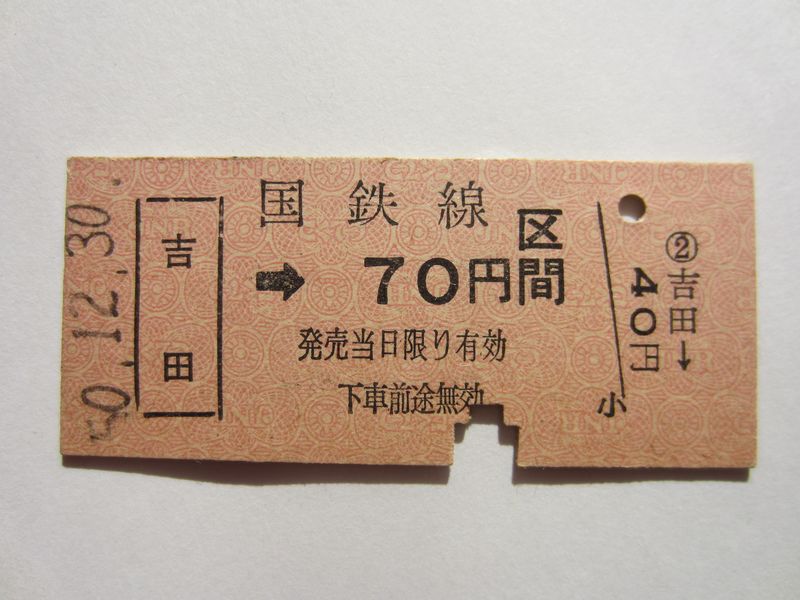 50.12.30.
吉田
国鉄線
➡ 70円区間
発売当日限り有効
下車前途無効
小
② 吉田→
40円